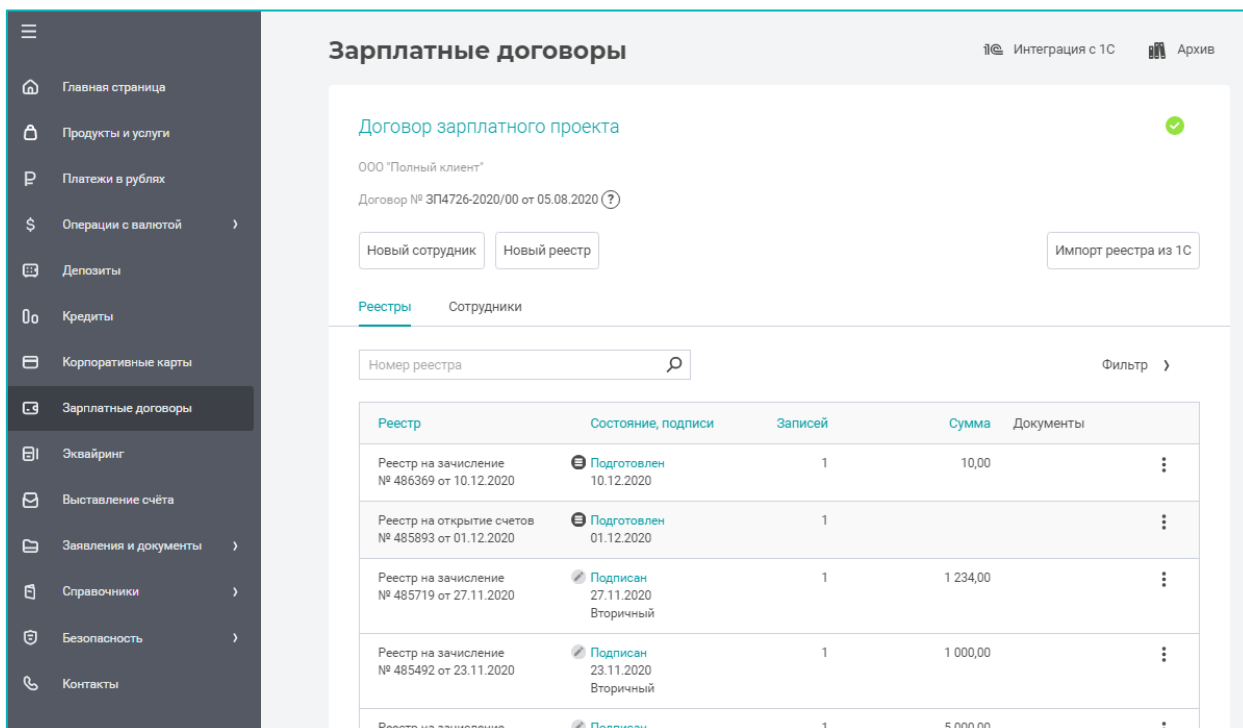 Зарплатные договоры
Интеграция с 1С
Архив
Главная страница
Продукты и услуги
Платежи в рублях
Операции с валютой
Депозиты
Кредиты
Корпоративные карты
Зарплатные договоры
Эквайринг
Выставление счёта
Заявления и документы
Справочники
Безопасность
Контакты
Договор зарплатного проекта
ООО "Полный клиент"
Договор № ЗП4726-2020/00 от 05.08.2020 ?
Новый сотрудник
Новый реестр
Импорт реестра из 1С
Реестры
Сотрудники
Номер реестра
Фильтр
Реестр Состояние, подписи Записей Сумма Документы
Реестр на зачисление Подготовлен 1 10,00
№ 486369 от 10.12.2020 10.12.2020
Реестр на открытие счетов Подготовлен 1
№ 485893 от 01.12.2020 01.12.2020
Реестр на зачисление Подписан 1 1 234,00
№ 485719 от 27.11.2020 27.11.2020
Вторичный
Реестр на зачисление Подписан 1 1 000,00
№ 485492 от 23.11.2020 23.11.2020
Вторичный
Реестр на зачисление Подписан 1 5 000,00